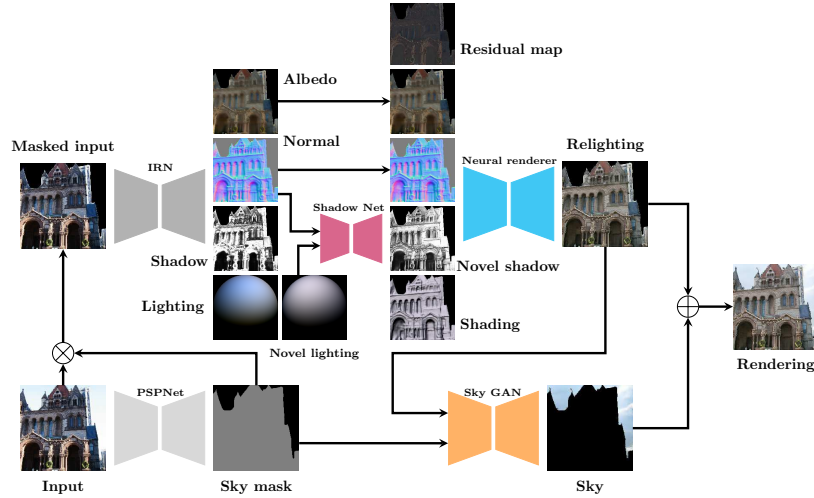 Residual map
Albedo
Masked input
Normal
Relighting
IRN
Neural renderer
Shadow Net
Shadow
Novel shadow
Lighting
Shading
Novel lighting
Rendering
PSPNet
Sky GAN
Input
Sky mask
Sky